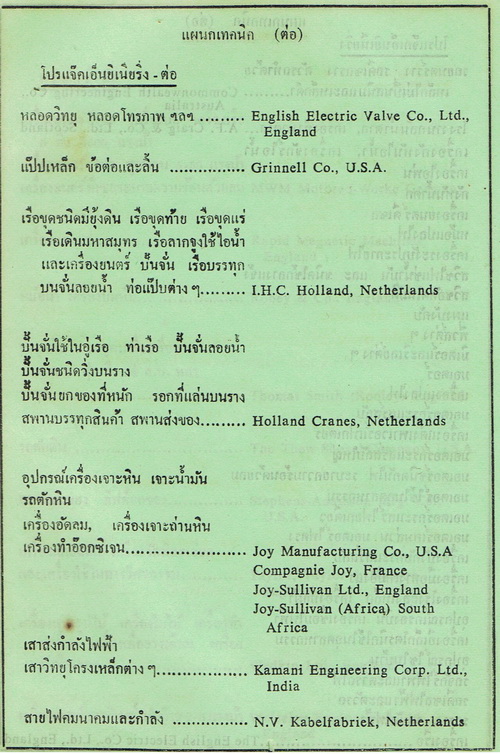 แผนกเทคนิค (ต่อ)
โปรแจ็คเอ็นยิเนียริ่ง - ต่อ
หลอดวิทยุ หลอดโทรภาพ ฯลฯ ......... English Electric Valve Co., Ltd.,
England
แป๊ปเหล็ก ข้อต่อและลิ้น ................ Grinnell Co., U.S.A.
เรือขุดชนิดมียุ้งดิน เรือขุดท้าย เรือขุดแร่
เรือเดินมหาสมุทร เรือลากจูงใช้ไอน้ำ
และเครื่องยนตร์ ปั้นจั่น เรือบรรทุก
บนจั่นลอยน้ำ ท่อแป๊บต่าง ๆ......... I.H.C. Holland, Netherlands
ปั้นจั่นใช้ในอู่เรือ ท่าเรือ ปั้นจั่นลอยน้ำ
ปั้นจั่นชนิดวิ่งบนราง
ปั้นจั่นยกของที่หนัก รอกที่แล่นบนราง
สพานบรรทุกสินค้า สพานส่งของ......... Holland Cranes, Netherlands
อุปกรณ์เครื่องเจาะหิน เจาะน้ำมัน
รถตักหิน
เครื่องอัดลม, เครื่องเจาะถ่านหิน
เครื่องทำอ๊อกซิเจน......................... Joy Manufacturing Co., U.S.A
Compagnie Joy, France
Joy-Sullivan Ltd., England
Joy-Sullivan (Africa) South
Africa
เสาส่งกำลังไฟฟ้า
เสาวิทยุโครงเหล็กต่าง ๆ.................. Kamani Engineering Corp. Ltd.,
India
สายไฟคมนาคมและกำลัง ................ N.V. Kabelfabriek, Netherlands